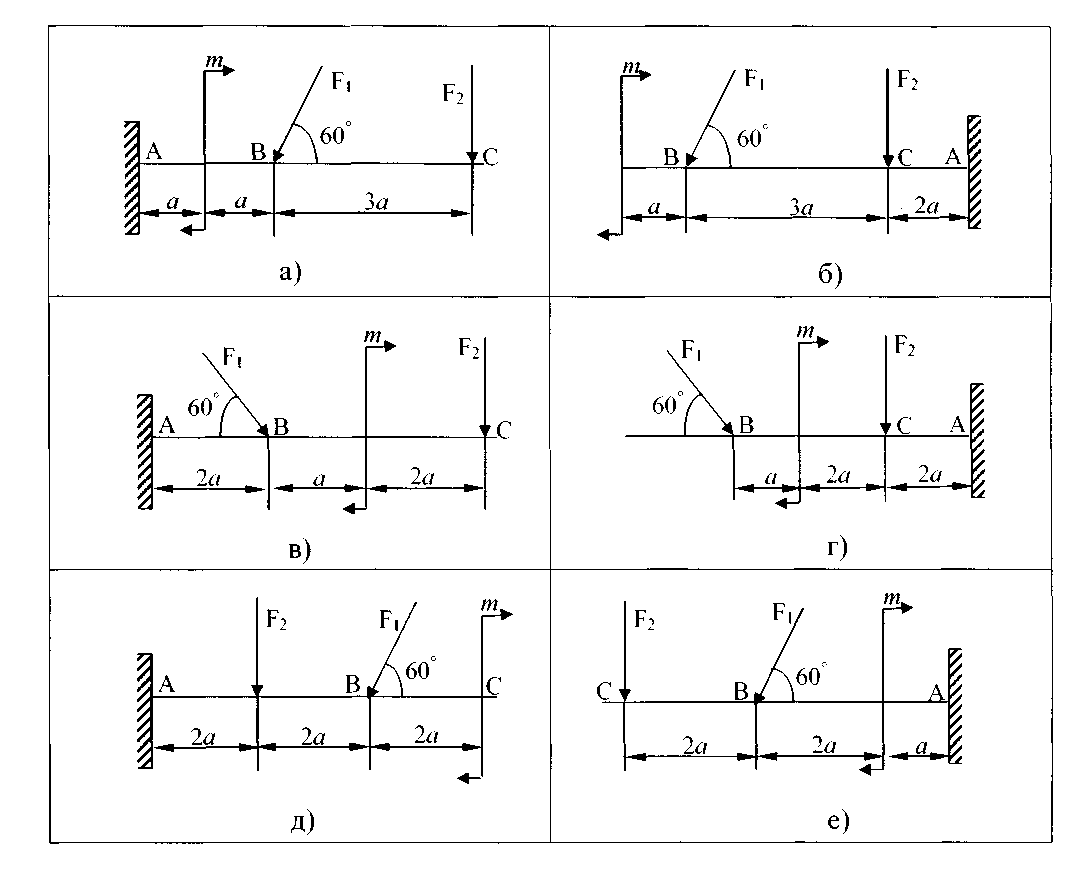 m
F₁
F₂
60°
A B C
a a 3a
а)
m
F₁
F₂
60°
B C A
a 3a 2a
б)
m
F₁
F₂
60°
A B C
2a a 2a
в)
m
F₁
F₂
60°
B C A
a 2a 2a
г)
m
F₂
F₁
60°
A B C
2a 2a 2a
д)
m
F₂
F₁
60°
C B A
2a 2a a
е)